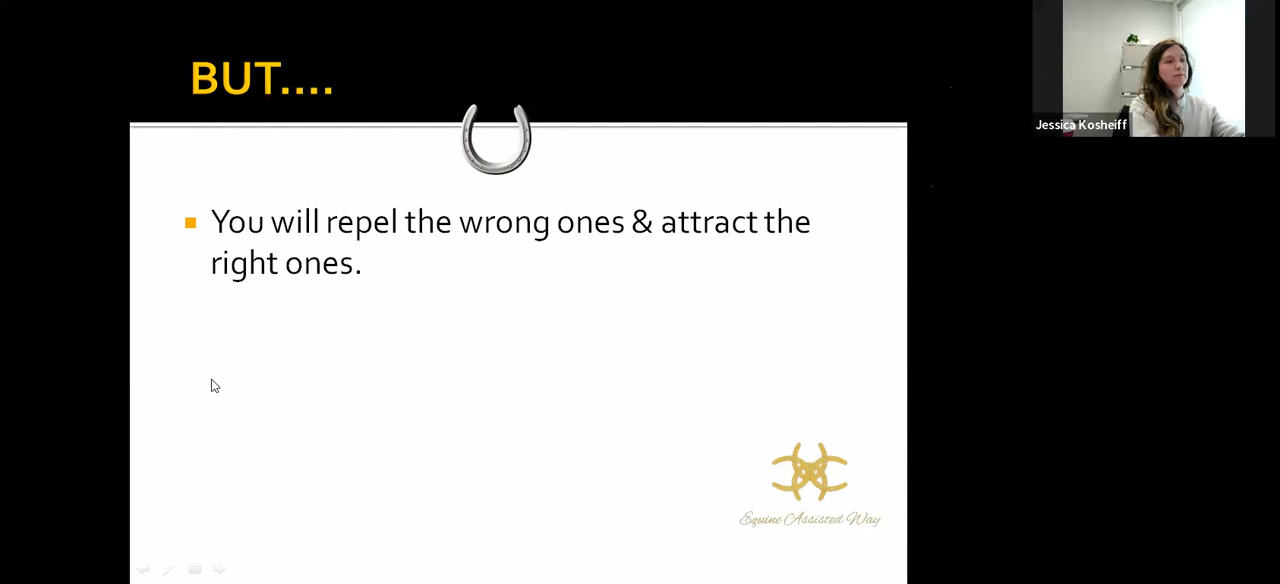 BUT....
Jessica Kosheiff
You will repel the wrong ones & attract the
right ones.
Equine Assisted Way